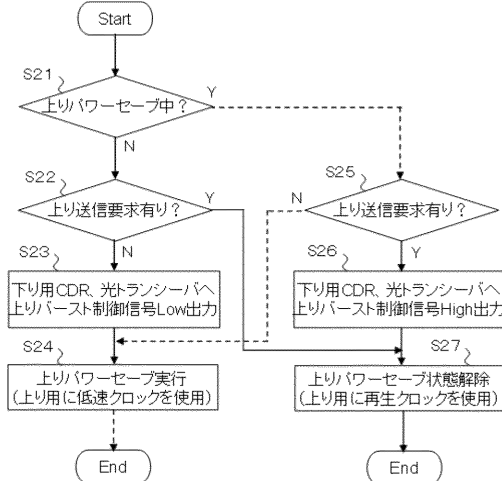 Start
S21
上りパワーセーブ中？
Y
N
S22
上り送信要求有り？
Y
N
S25
上り送信要求有り？
N
Y
S23
下り用CDR、光トランシーバへ
上りバースト制御信号Low出力
S26
下り用CDR、光トランシーバへ
上りバースト制御信号High出力
S24
上りパワーセーブ実行
(上り用に低速クロックを使用)
S27
上りパワーセーブ状態解除
(上り用に再生クロックを使用)
End
End